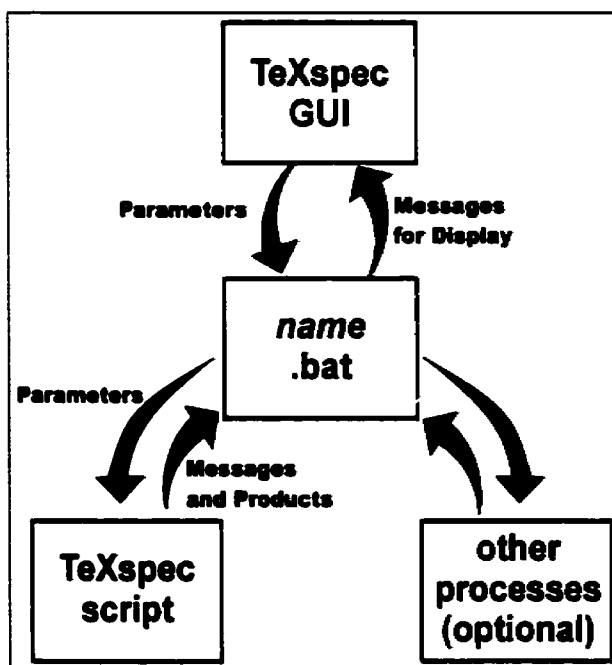 TeXspec
GUI
Parameters
Messages
for Display
name
.bat
Parameters
Messages
and Products
TeXspec
script
other
processes
(optional)